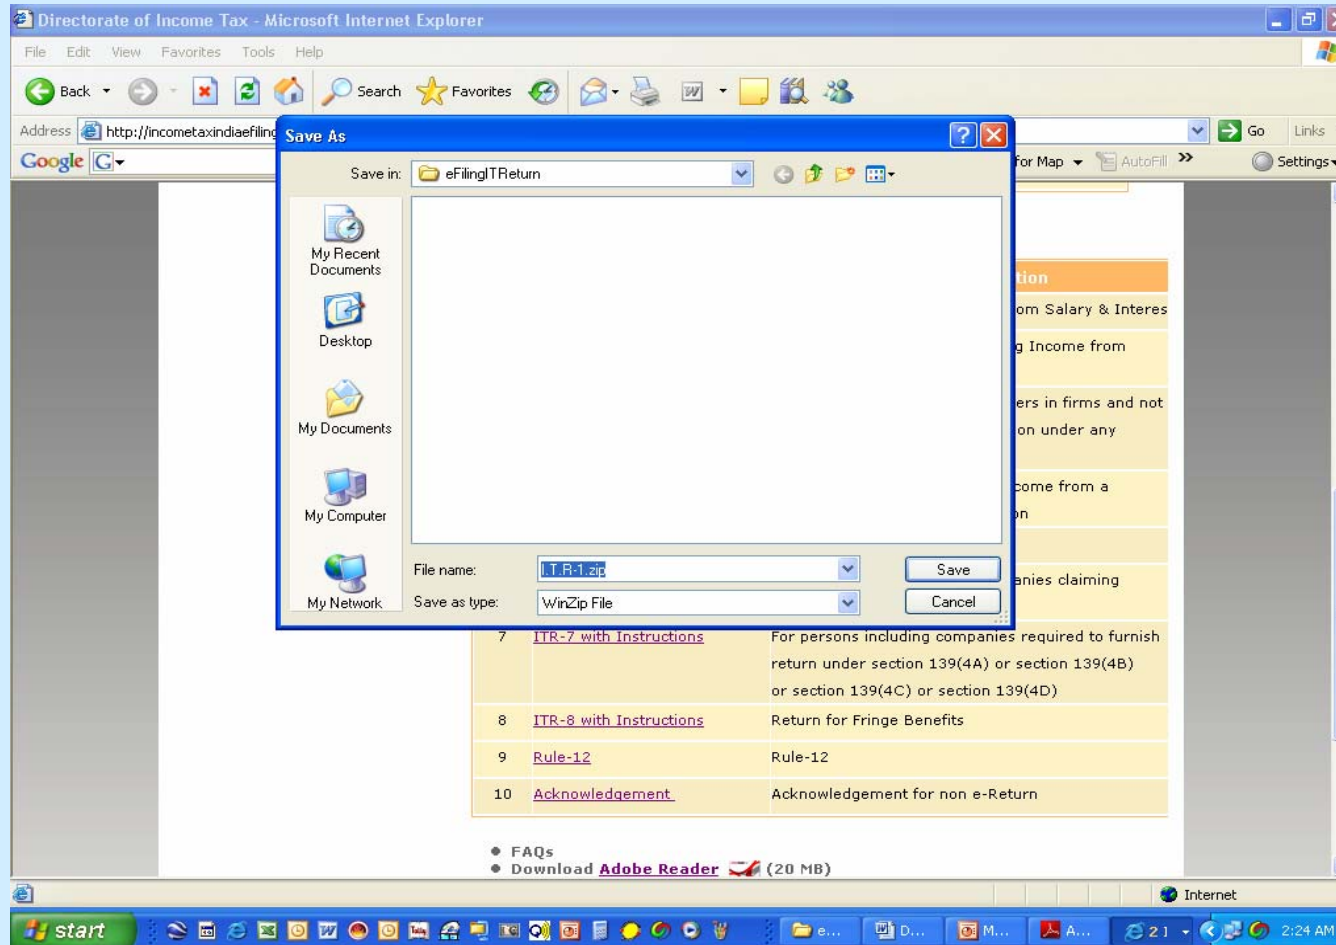 Directorate of Income Tax - Microsoft Internet Explorer
File Edit View Favorites Tools Help
Back Search Favorites
Address http://incometaxindiaefiling Go Links
Google G for Map AutoFill Settings
Save As
Save in: eFilingITReturn
My Recent
Documents
Desktop
My Documents
My Computer
My Network
File name: I.T.R-1.zip Save
Save as type: WinZip File Cancel
tion
om Salary & Interes
g Income from
ers in firms and not
on under any
come from a
on
anies claiming
7 ITR-7 with Instructions For persons including companies required to furnish
return under section 139(4A) or section 139(4B)
or section 139(4C) or section 139(4D)
8 ITR-8 with Instructions Return for Fringe Benefits
9 Rule-12 Rule-12
10 Acknowledgement Acknowledgement for non e-Return
FAQs
Download Adobe Reader (20 MB)
Internet
start e... D... M... A... 2:24 AM